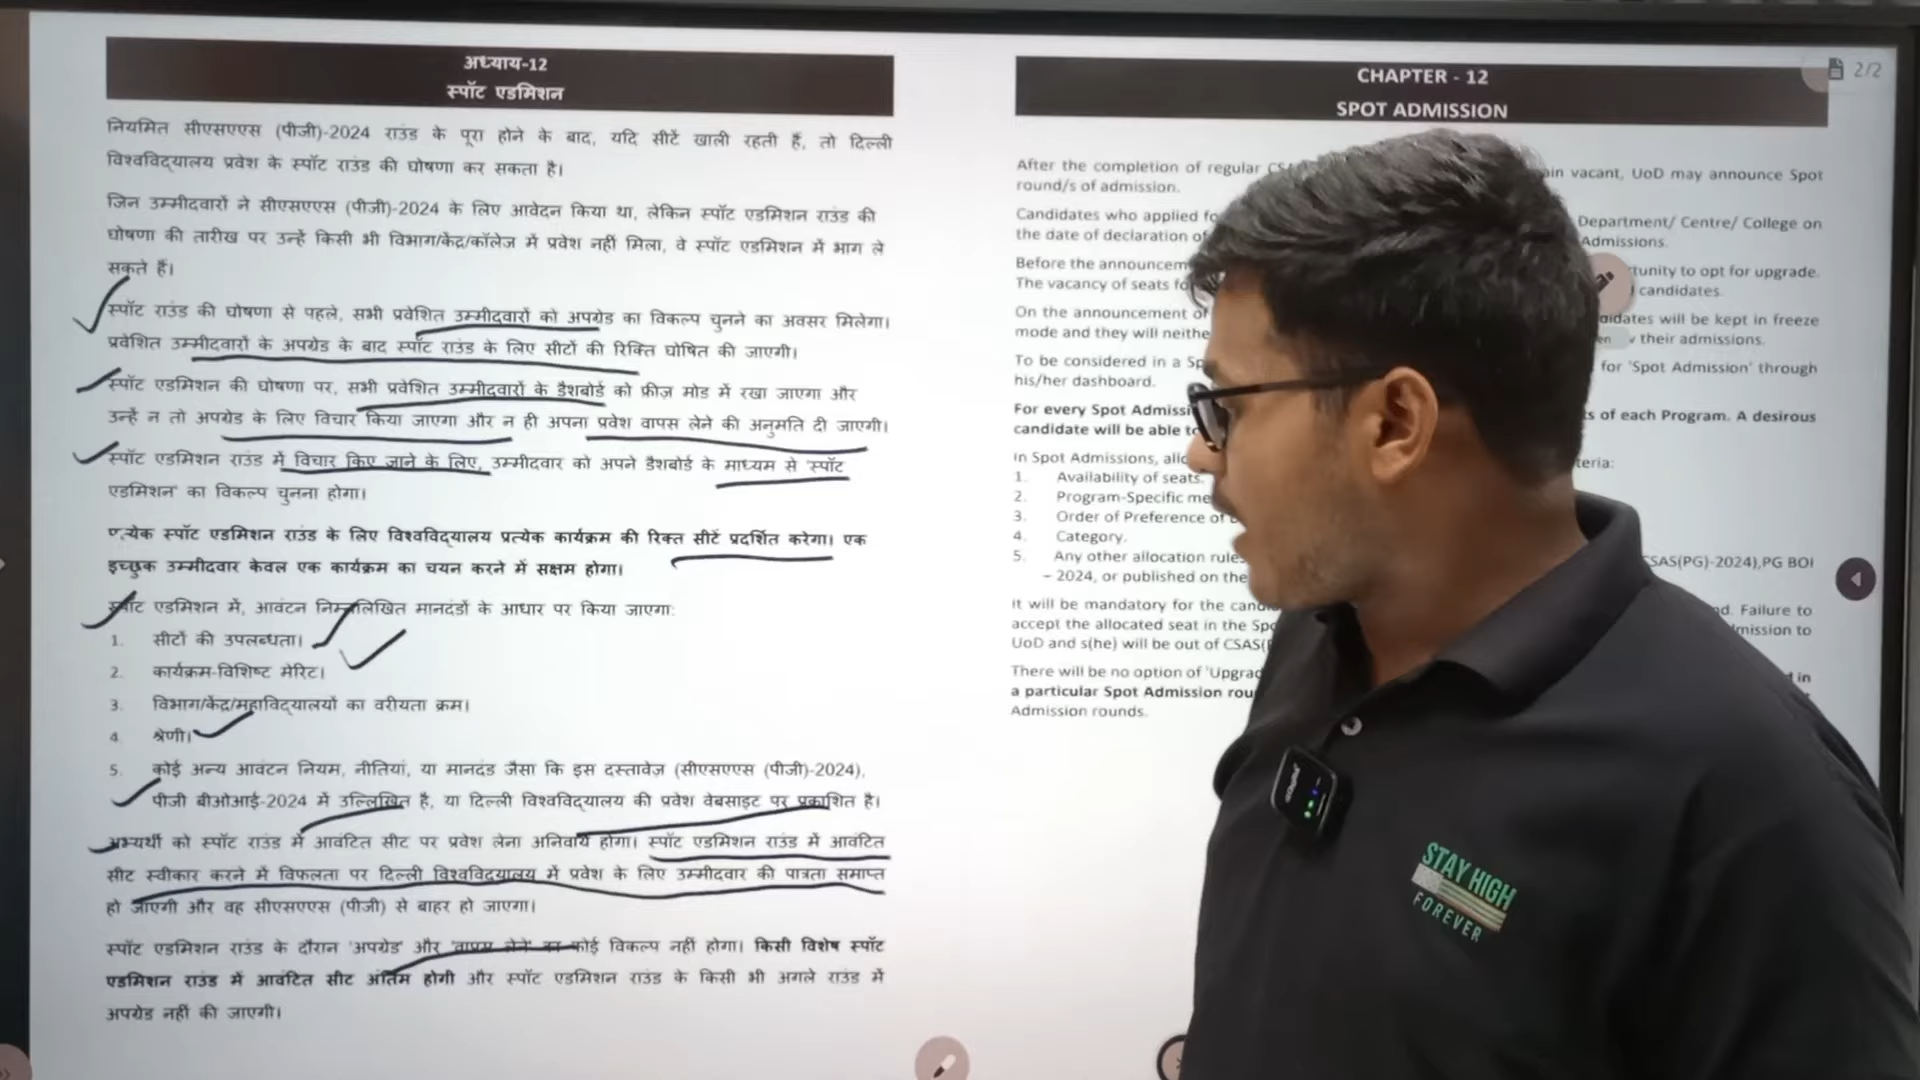 अध्याय-12
स्पॉट एडमिशन
नियमित सीएसएएस (पीजी)-2024 राउंड के पूरा होने के बाद, यदि सीटें खाली रहती हैं, तो दिल्ली
विश्वविद्यालय प्रवेश के स्पॉट राउंड की घोषणा कर सकता है।
जिन उम्मीदवारों ने सीएसएएस (पीजी)-2024 के लिए आवेदन किया था, लेकिन स्पॉट एडमिशन राउंड की
घोषणा की तारीख पर उन्हें किसी भी विभाग/केंद्र/कॉलेज में प्रवेश नहीं मिला, वे स्पॉट एडमिशन में भाग ले
सकते हैं।
स्पॉट राउंड की घोषणा से पहले, सभी प्रवेशित उम्मीदवारों को अपग्रेड का विकल्प चुनने का अवसर मिलेगा।
प्रवेशित उम्मीदवारों के अपग्रेड के बाद स्पॉट राउंड के लिए सीटों की रिक्ति घोषित की जाएगी।
स्पॉट एडमिशन की घोषणा पर, सभी प्रवेशित उम्मीदवारों के डैशबोर्ड को फ्रीज़ मोड में रखा जाएगा और
उन्हें न तो अपग्रेड के लिए विचार किया जाएगा और न ही अपना प्रवेश वापस लेने की अनुमति दी जाएगी।
स्पॉट एडमिशन राउंड में विचार किए जाने के लिए, उम्मीदवार को अपने डैशबोर्ड के माध्यम से 'स्पॉट
एडमिशन' का विकल्प चुनना होगा।
प्रत्येक स्पॉट एडमिशन राउंड के लिए विश्वविद्यालय प्रत्येक कार्यक्रम की रिक्त सीटें प्रदर्शित करेगा। एक
इच्छुक उम्मीदवार केवल एक कार्यक्रम का चयन करने में सक्षम होगा।
स्पॉट एडमिशन में, आवंटन निम्नलिखित मानदंडों के आधार पर किया जाएगा:
1. सीटों की उपलब्धता।
2. कार्यक्रम-विशिष्ट मेरिट।
3. विभाग/केंद्र/महाविद्यालयों का वरीयता क्रम।
4. श्रेणी।
5. कोई अन्य आवंटन नियम, नीतियां, या मानदंड जैसा कि इस दस्तावेज़ (सीएसएएस (पीजी)-2024),
पीजी बीओआई-2024 में उल्लिखित है, या दिल्ली विश्वविद्यालय की प्रवेश वेबसाइट पर प्रकाशित है।
अभ्यर्थी को स्पॉट राउंड में आवंटित सीट पर प्रवेश लेना अनिवार्य होगा। स्पॉट एडमिशन राउंड में आवंटित
सीट स्वीकार करने में विफलता पर दिल्ली विश्वविद्यालय में प्रवेश के लिए उम्मीदवार की पात्रता समाप्त
हो जाएगी और वह सीएसएएस (पीजी) से बाहर हो जाएगा।
स्पॉट एडमिशन राउंड के दौरान 'अपग्रेड' और 'वापस लेने' का कोई विकल्प नहीं होगा। किसी विशेष स्पॉट
एडमिशन राउंड में आवंटित सीट अंतिम होगी और स्पॉट एडमिशन राउंड के किसी भी अगले राउंड में
अपग्रेड नहीं की जाएगी।
2/2
CHAPTER - 12
SPOT ADMISSION
After the completion of regular vacant, UoD may announce Spot
round/s of admission.
Candidates who applied Department/ Centre/ College on
the date of declaration Admissions.
Before the to opt for upgrade.
The vacancy of seats candidates.
On the announcement will be kept in freeze
mode and they will their admissions.
To be considered in a for 'Spot Admission' through
his/her dashboard.
For every Spot of each Program. A desirous
candidate will be able
In Spot Admissions,
1. Availability of seats.
2. Program-Specific
3. Order of Preference
4. Category.
5. Any other allocation PG BOI
– 2024, or published on the
It will be mandatory for the Failure to
accept the allocated seat in the to
UoD and s(he) will be out of
There will be no option of in
a particular Spot Admission
Admission rounds.
STAY HIGH
FOREVER